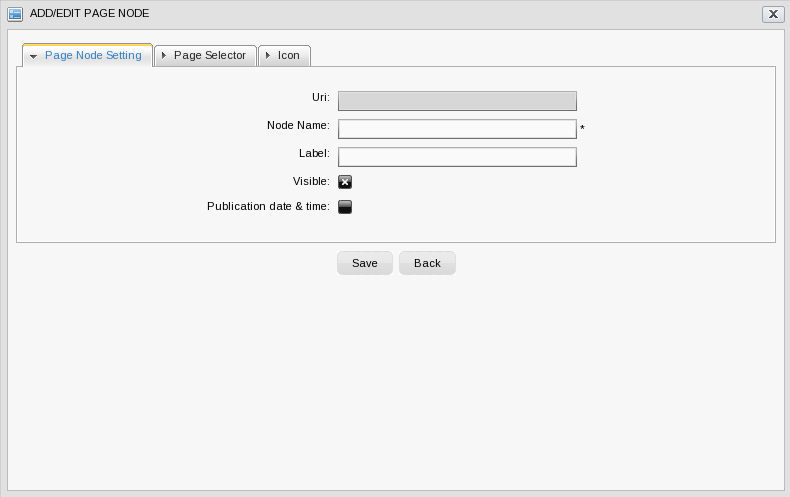 ADD/EDIT PAGE NODE
Page Node Setting Page Selector Icon
Uri:
Node Name: *
Label:
Visible:
Publication date & time:
Save Back